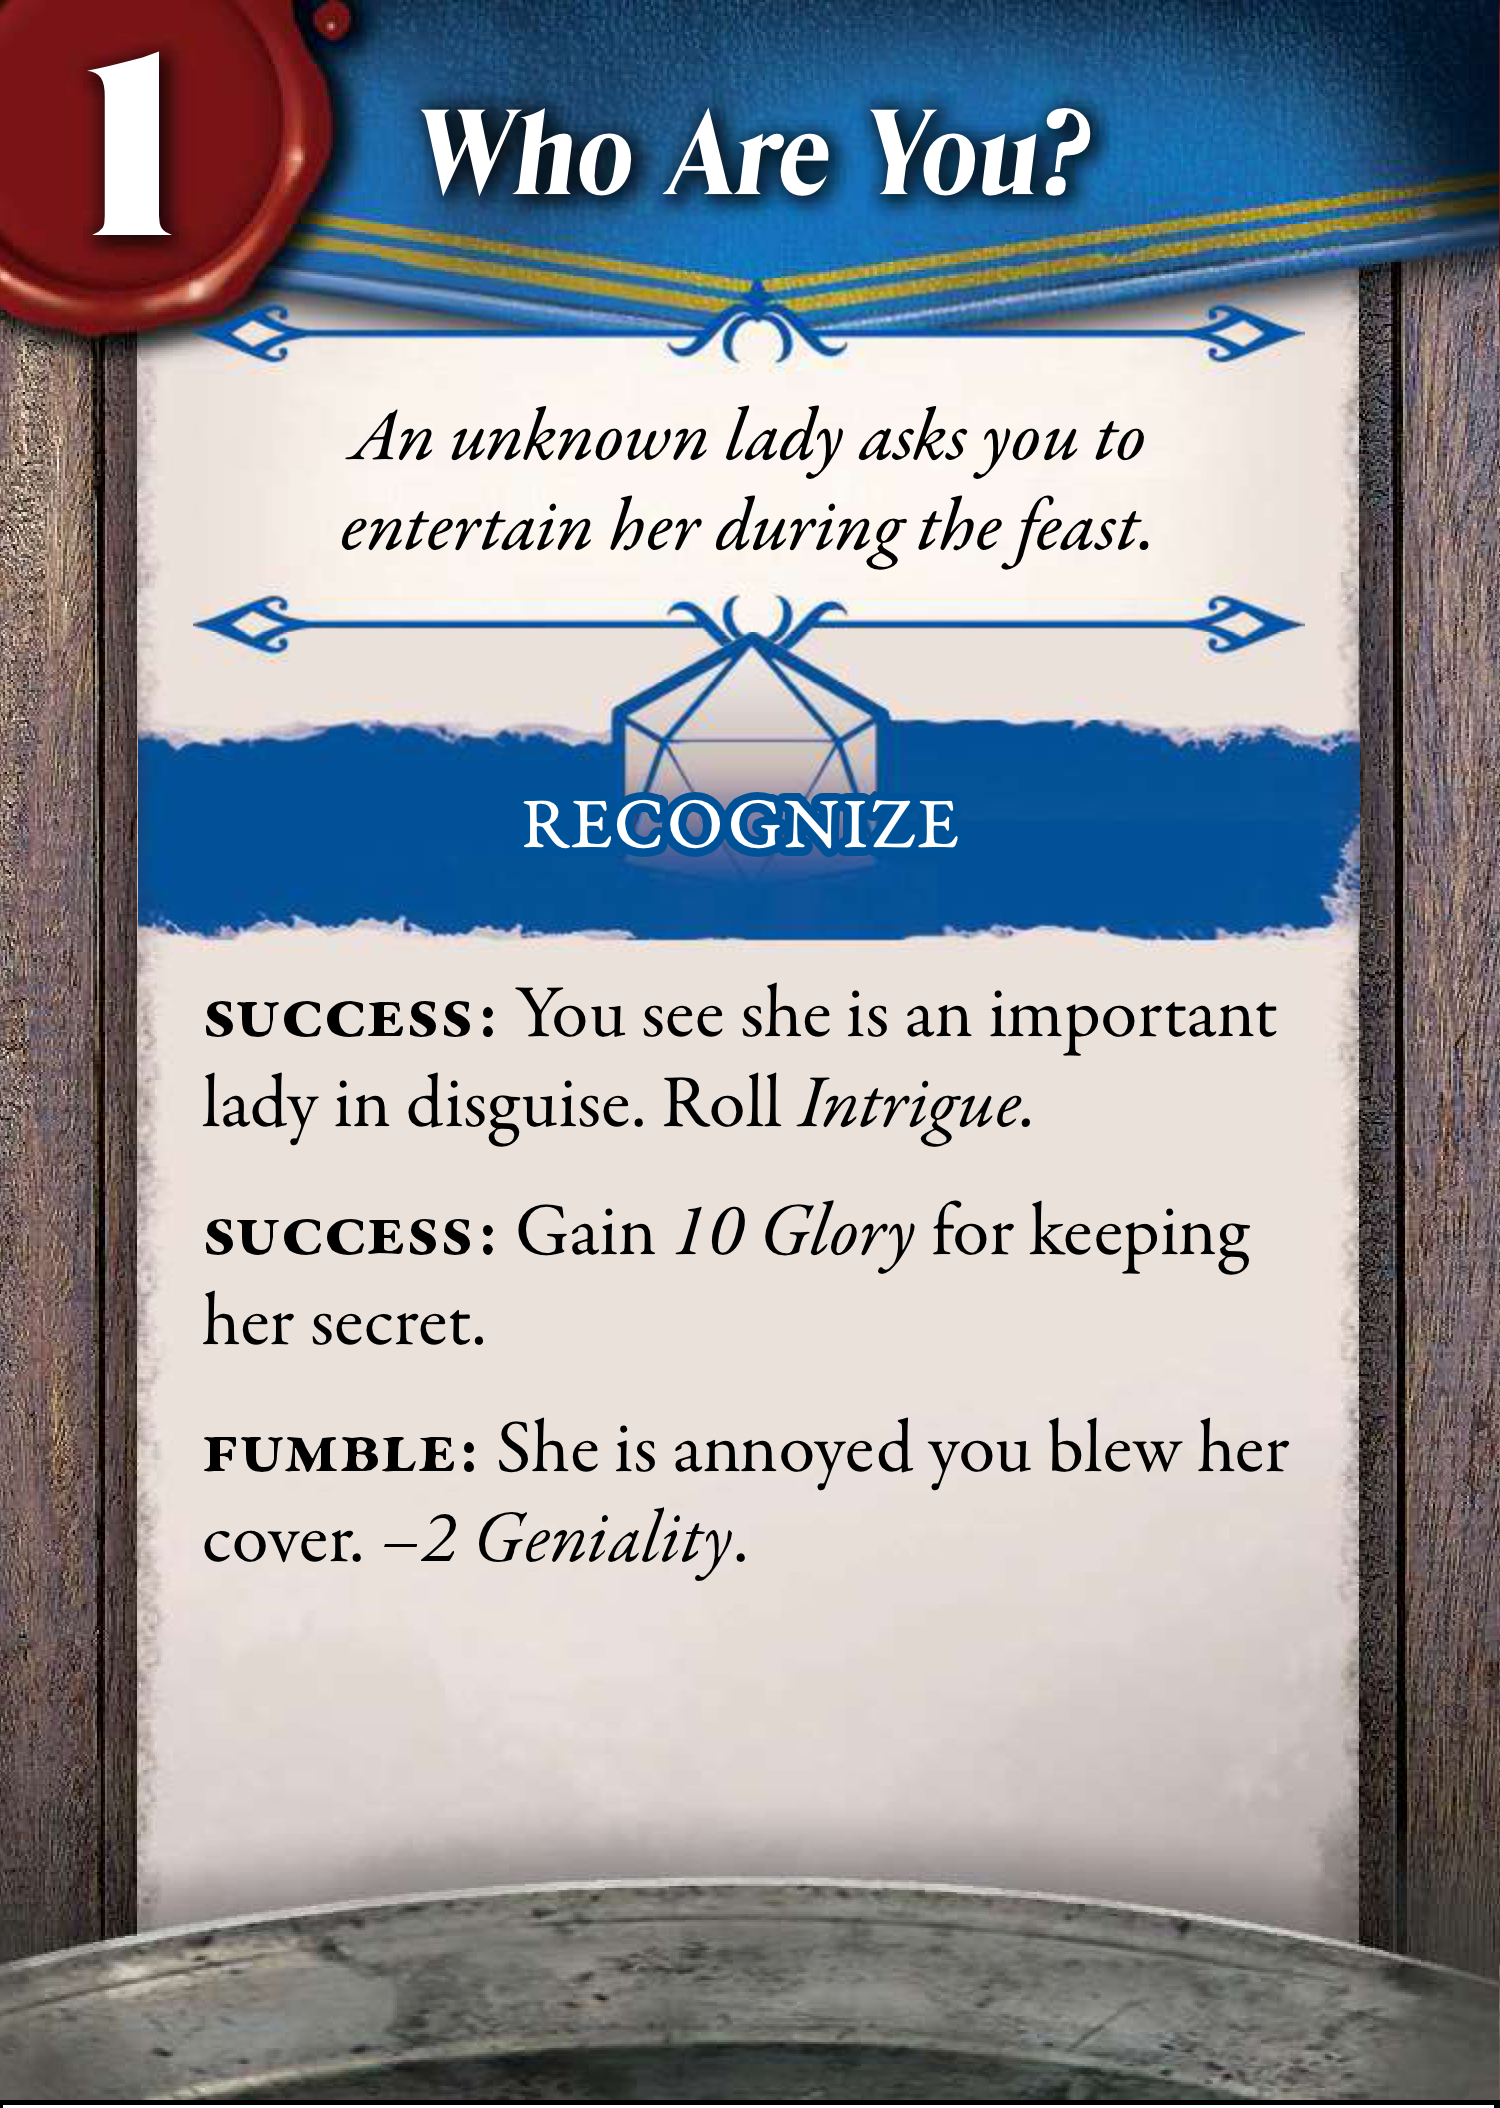 1
Who Are You?
An unknown lady asks you to
entertain her during the feast.
RECOGNIZE
SUCCESS: You see she is an important
lady in disguise. Roll Intrigue.
SUCCESS: Gain 10 Glory for keeping
her secret.
FUMBLE: She is annoyed you blew her
cover. –2 Geniality.